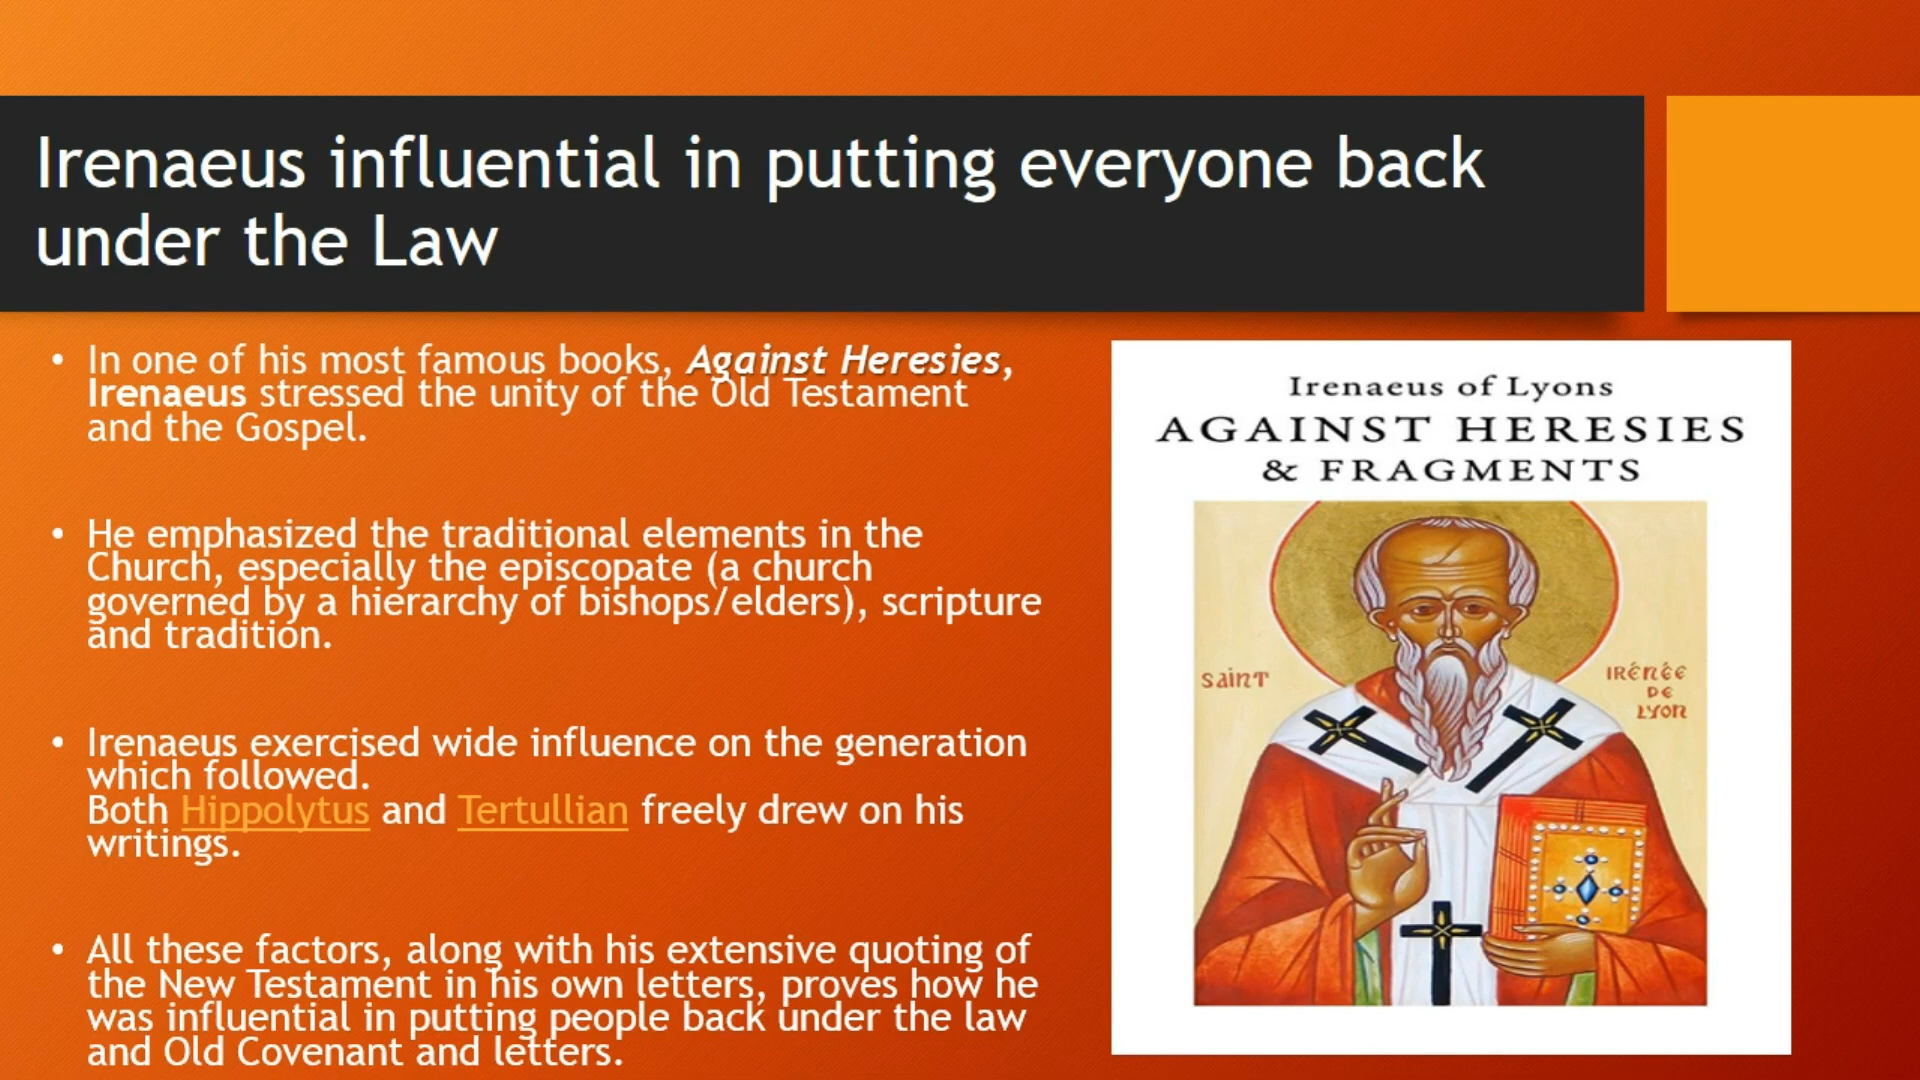 Irenaeus influential in putting everyone back
under the Law
• In one of his most famous books, Against Heresies,
Irenaeus stressed the unity of the Old Testament
and the Gospel.
• He emphasized the traditional elements in the
Church, especially the episcopate (a church
governed by a hierarchy of bishops/elders), scripture
and tradition.
• Irenaeus exercised wide influence on the generation
which followed.
Both Hippolytus and Tertullian freely drew on his
writings.
• All these factors, along with his extensive quoting of
the New Testament in his own letters, proves how he
was influential in putting people back under the law
and Old Covenant and letters.
Irenaeus of Lyons
AGAINST HERESIES
& FRAGMENTS
SAINT
IRÉNÉE
DE
LYON